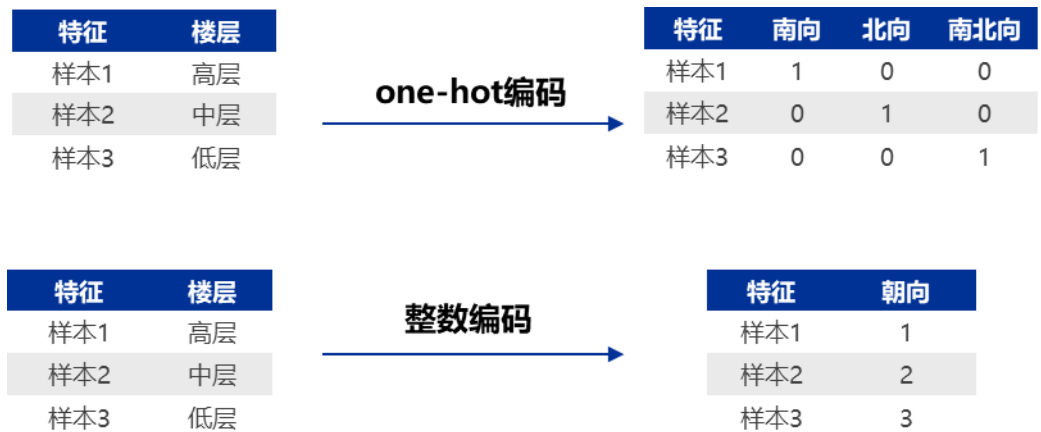 特征 楼层
样本1 高层
样本2 中层
样本3 低层
one-hot编码
特征 南向 北向 南北向
样本1 1 0 0
样本2 0 1 0
样本3 0 0 1
特征 楼层
样本1 高层
样本2 中层
样本3 低层
整数编码
特征 朝向
样本1 1
样本2 2
样本3 3